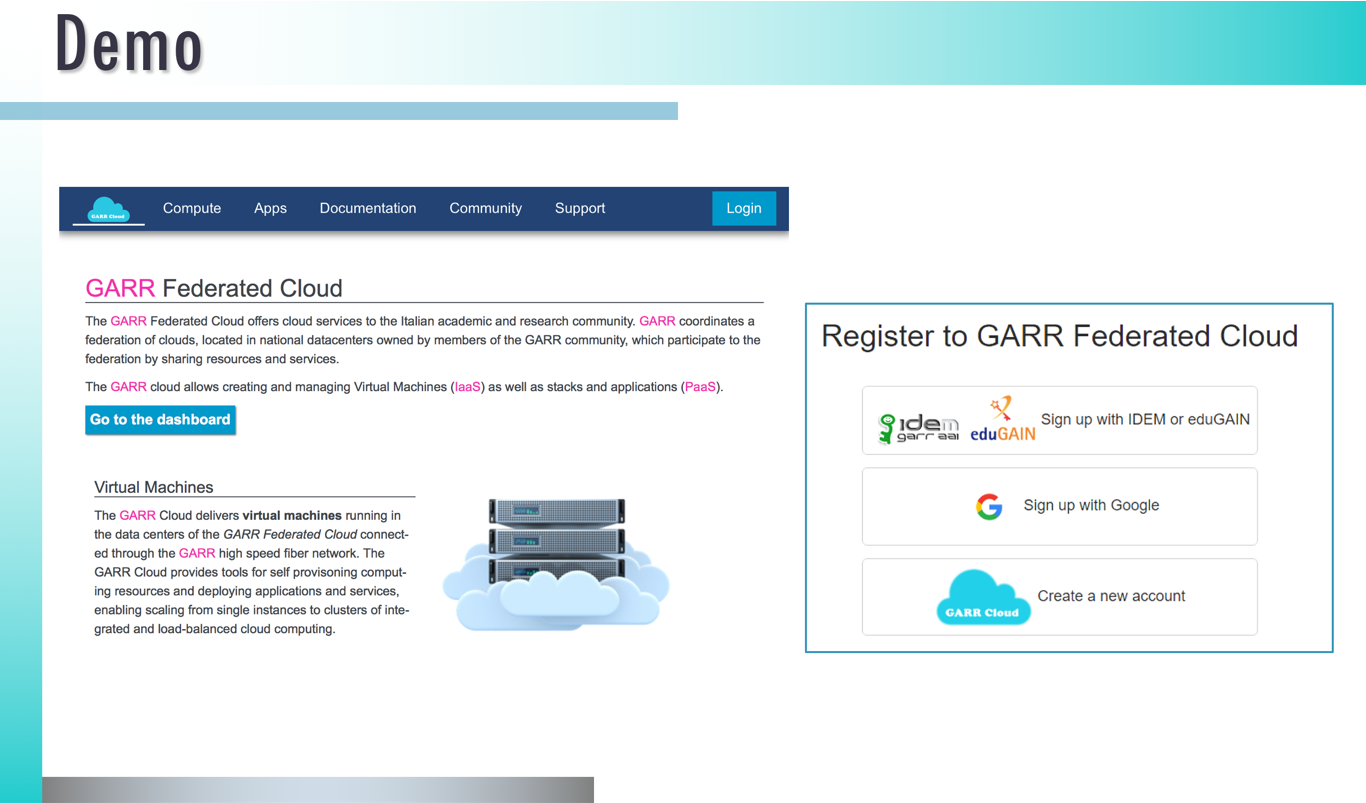 Demo
GARR Cloud
Compute
Apps
Documentation
Community
Support
Login
GARR Federated Cloud
The GARR Federated Cloud offers cloud services to the Italian academic and research community. GARR coordinates a
federation of clouds, located in national datacenters owned by members of the GARR community, which participate to the
federation by sharing resources and services.
The GARR cloud allows creating and managing Virtual Machines (IaaS) as well as stacks and applications (PaaS).
Go to the dashboard
Virtual Machines
The GARR Cloud delivers virtual machines running in
the data centers of the GARR Federated Cloud connect-
ed through the GARR high speed fiber network. The
GARR Cloud provides tools for self provisoning comput-
ing resources and deploying applications and services,
enabling scaling from single instances to clusters of inte-
grated and load-balanced cloud computing.
Register to GARR Federated Cloud
idem
garr aai
eduGAIN
Sign up with IDEM or eduGAIN
Sign up with Google
GARR Cloud
Create a new account